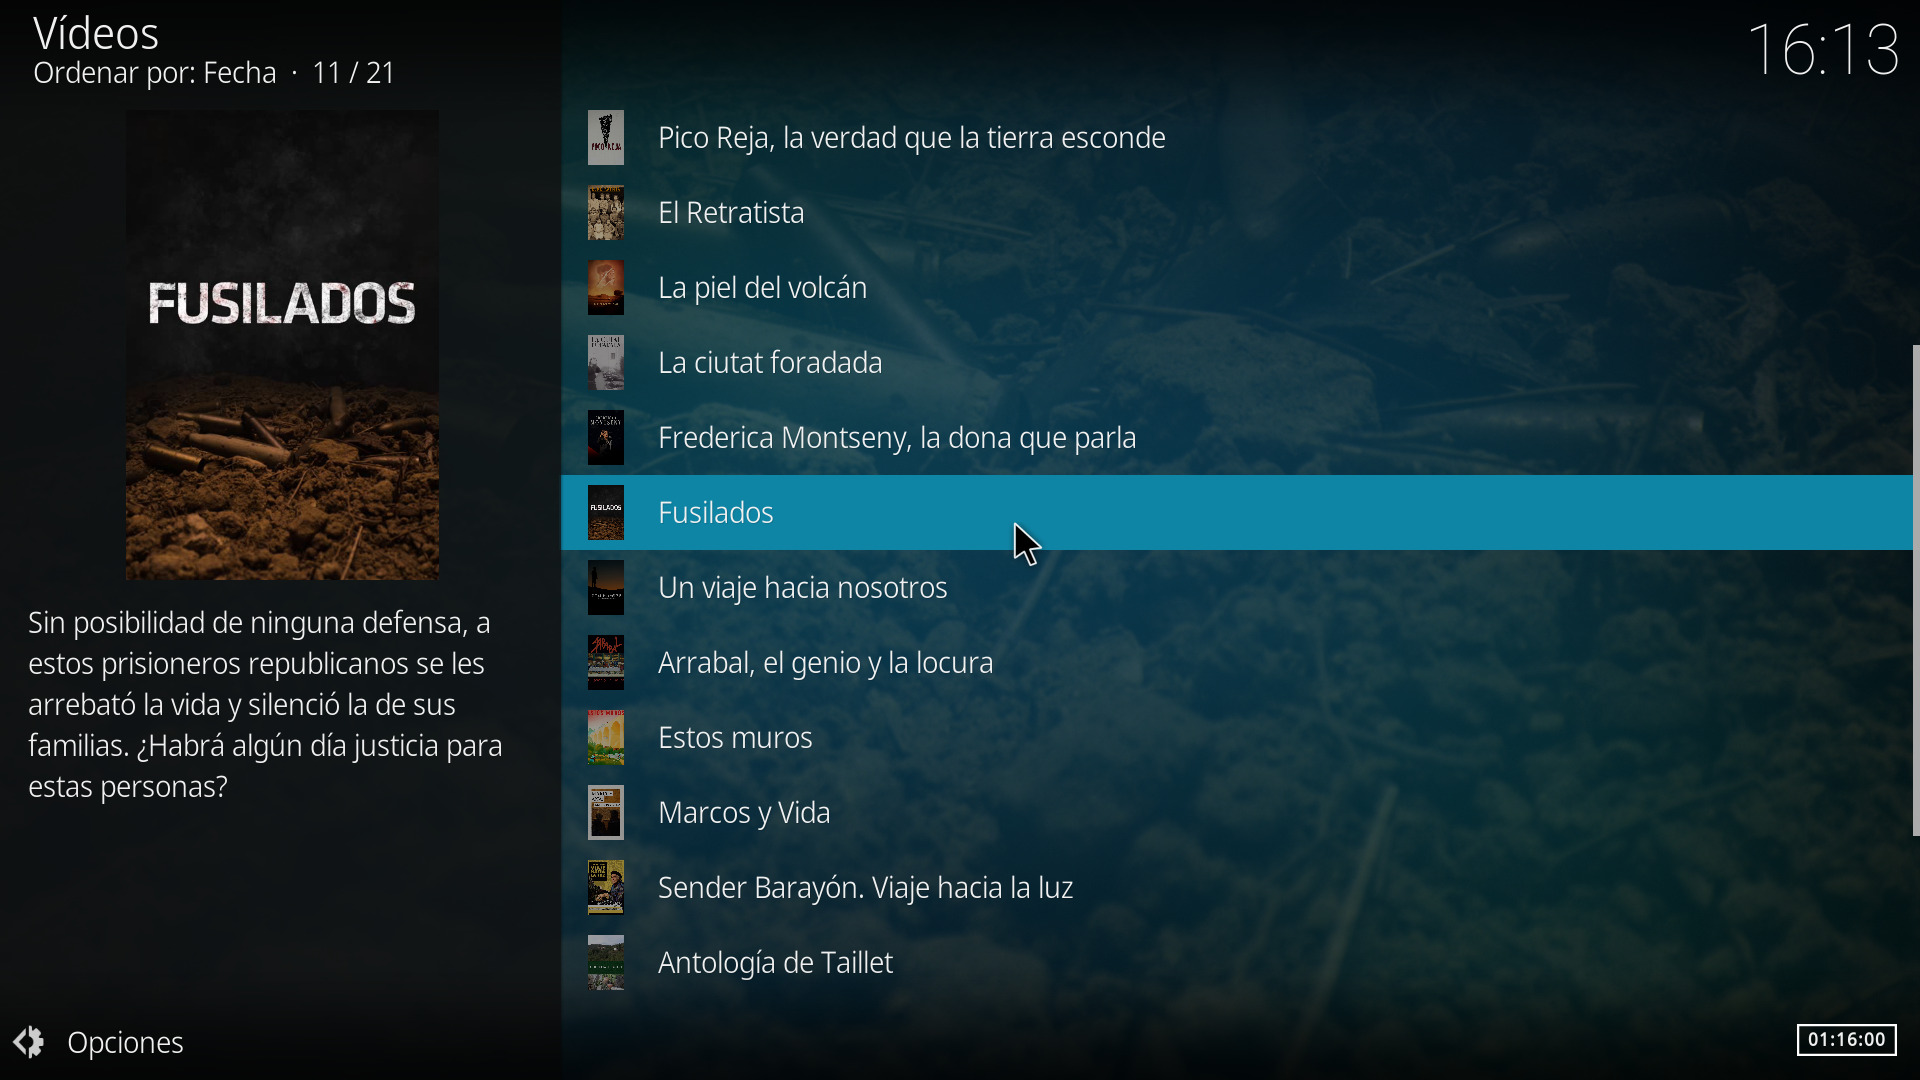 Vídeos
Ordenar por: Fecha · 11 / 21
16:13
FUSILADOS
Sin posibilidad de ninguna defensa, a
estos prisioneros republicanos se les
arrebató la vida y silenció la de sus
familias. ¿Habrá algún día justicia para
estas personas?
Pico Reja, la verdad que la tierra esconde
El Retratista
La piel del volcán
La ciutat foradada
Frederica Montseny, la dona que parla
FUSILADOS
Fusilados
Un viaje hacia nosotros
Arrabal, el genio y la locura
Estos muros
Marcos y Vida
Sender Barayón. Viaje hacia la luz
Antología de Taillet
Opciones
01:16:00